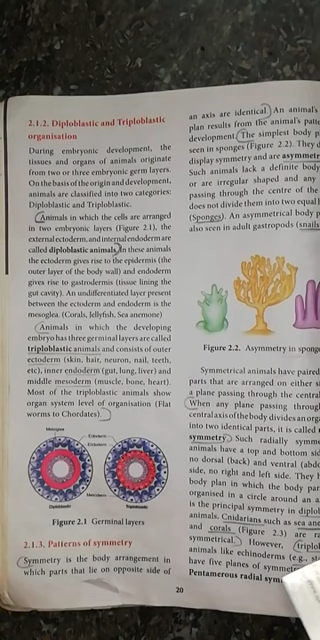 2.1.2. Diploblastic and Triploblastic
organisation
During embryonic development, the
tissues and organs of animals originate
from two or three embryonic germ layers.
On the basis of the origin and development,
animals are classified into two categories:
Diploblastic and Triploblastic.
Animals in which the cells are arranged
in two embryonic layers (Figure 2.1), the
external ectoderm, and internal endoderm are
called diploblastic animals. In these animals
the ectoderm gives rise to the epidermis (the
outer layer of the body wall) and endoderm
gives rise to gastrodermis (tissue lining the
gut cavity). An undifferentiated layer present
between the ectoderm and endoderm is the
mesoglea. (Corals, Jellyfish, Sea anemone)
Animals in which the developing
embryo has three germinal layers are called
triploblastic animals and consists of outer
ectoderm (skin, hair, neuron, nail, teeth,
etc), inner endoderm (gut, lung, liver) and
middle mesoderm (muscle, bone, heart).
Most of the triploblastic animals show
organ system level of organisation (Flat
worms to Chordates).
Mesoglea
Ectoderm
Endoderm
Mesoderm
Diploblastic
Triploblastic
Figure 2.1 Germinal layers
2.1.3. Patterns of symmetry
Symmetry is the body arrangement in
which parts that lie on opposite side of
an axis are identical. An animal's
plan results from the animal's
development. The simplest body
seen in sponges (Figure 2.2). They
display symmetry and are
Such animals lack a definite body
or are irregular shaped and any
passing through the centre of the
does not divide them into two equal
(Sponges). An asymmetrical body
also seen in adult gastropods (snails
Figure 2.2. Asymmetry in
Symmetrical animals have paired
parts that are arranged on either
a plane passing through the central
When any plane passing through
central axis of the body divides an
into two identical parts, it is called
symmetry. Such radially
animals have a top and bottom
no dorsal (back) and ventral
side, no right and left side. They
body plan in which the body
organised in a circle around an
is the principal symmetry in
animals. Cnidarians such as sea
and corals (Figure 2.3) are
symmetrical. However,
animals like echinoderms (e.g.,
have five planes of
Pentamerous radial
20